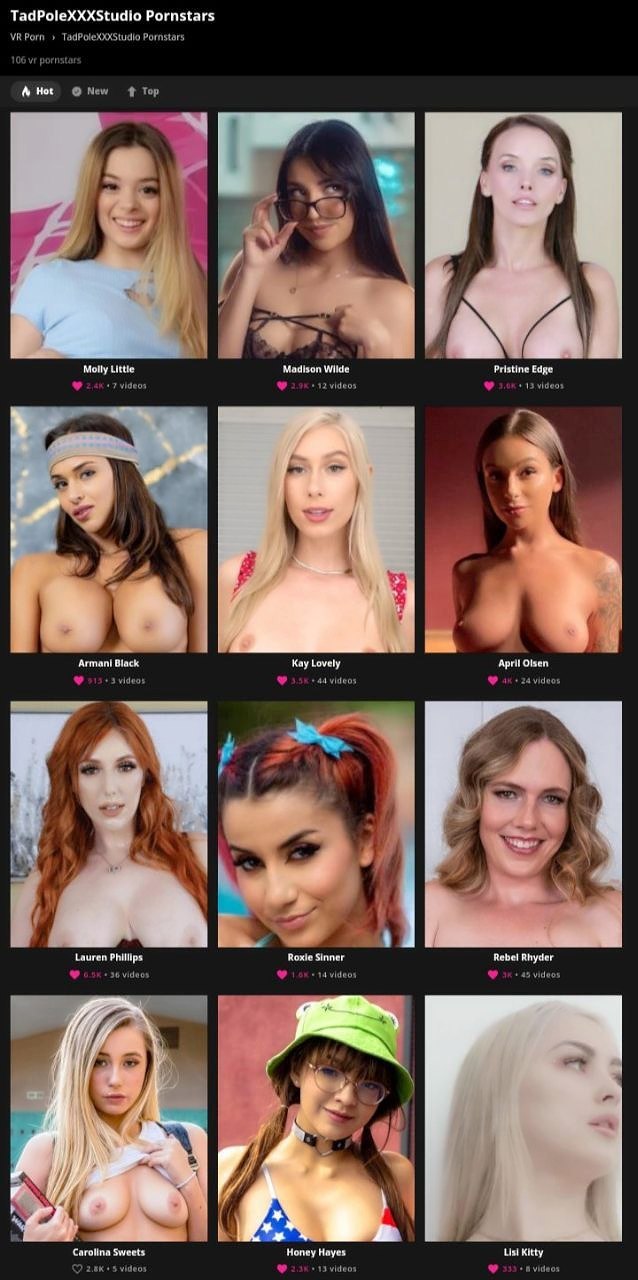 TadPoleXXXStudio Pornstars
VR Porn › TadPoleXXXStudio Pornstars
106 vr pornstars
Hot New Top
Molly Little
2.4K • 7 videos
Madison Wilde
2.9K • 12 videos
Pristine Edge
3.6K • 13 videos
Armani Black
913 • 3 videos
Kay Lovely
3.5K • 44 videos
April Olsen
4K • 24 videos
Lauren Phillips
6.5K • 36 videos
Roxie Sinner
1.6K • 14 videos
Rebel Rhyder
3K • 45 videos
Carolina Sweets
2.8K • 5 videos
Honey Hayes
2.3K • 13 videos
Lisi Kitty
333 • 8 videos